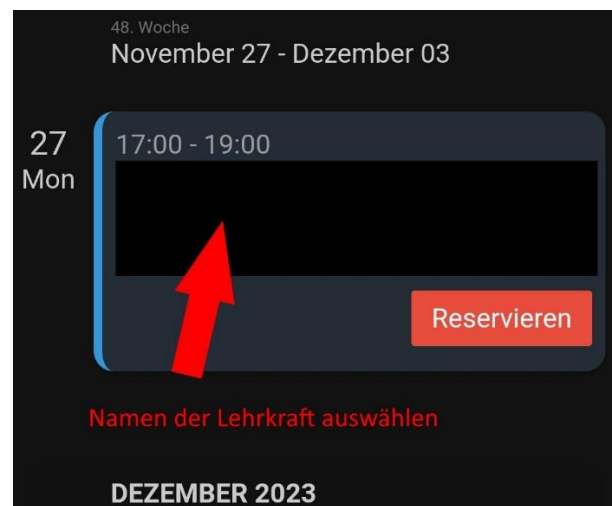 48. Woche
November 27 - Dezember 03
27
Mon
17:00 - 19:00
Reservieren
Namen der Lehrkraft auswählen
DEZEMBER 2023